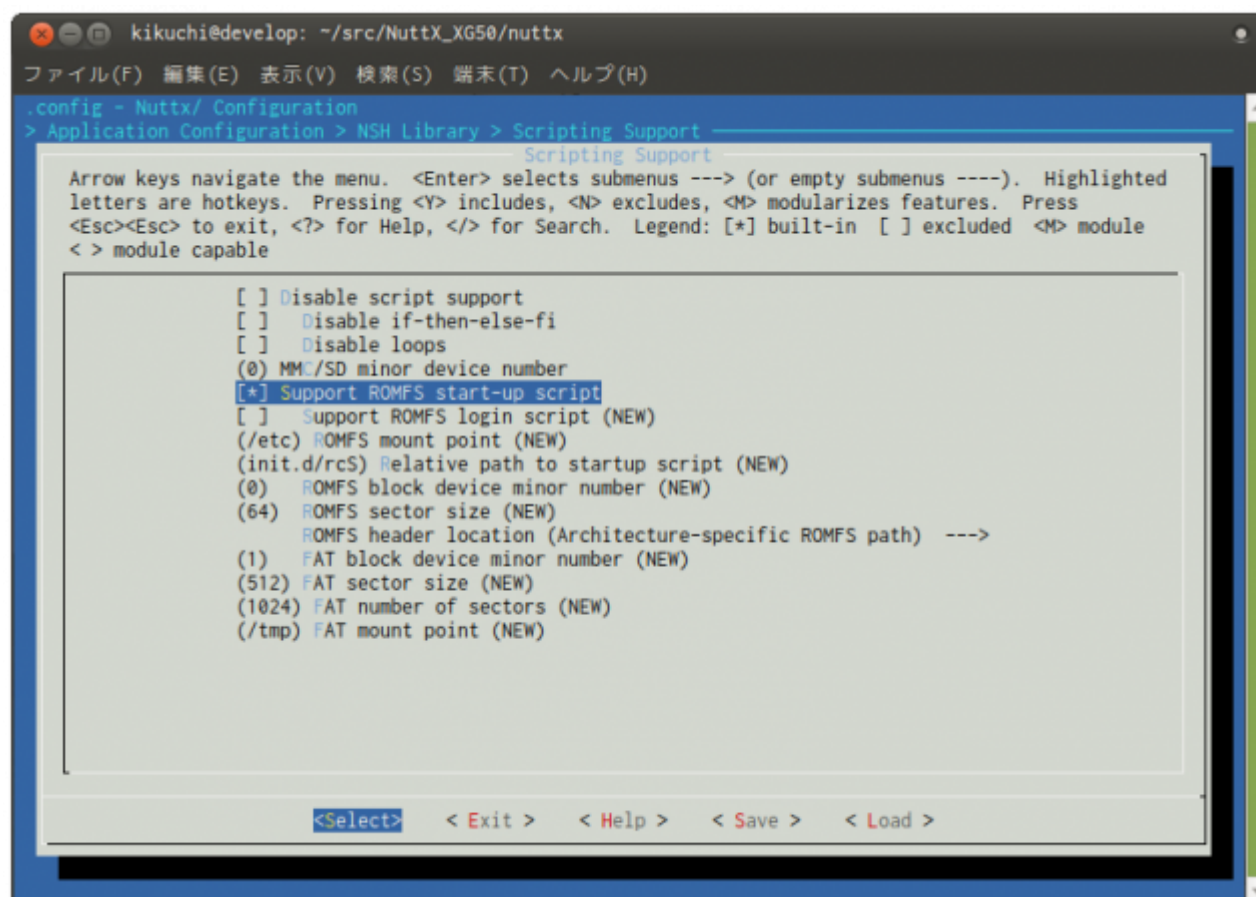 kikuchi@develop: ~/src/NuttX_XG50/nuttx
ファイル(F) 編集(E) 表示(V) 検索(S) 端末(T) ヘルプ(H)
.config - Nuttx/ Configuration
> Application Configuration > NSH Library > Scripting Support
Scripting Support
Arrow keys navigate the menu. <Enter> selects submenus ---> (or empty submenus ----). Highlighted
letters are hotkeys. Pressing <Y> includes, <N> excludes, <M> modularizes features. Press
<Esc><Esc> to exit, <?> for Help, </> for Search. Legend: [*] built-in [ ] excluded <M> module
< > module capable
[ ] Disable script support
[ ] Disable if-then-else-fi
[ ] Disable loops
(0) MMC/SD minor device number
[*] Support ROMFS start-up script
[ ] Support ROMFS login script (NEW)
(/etc) ROMFS mount point (NEW)
(init.d/rcS) Relative path to startup script (NEW)
(0) ROMFS block device minor number (NEW)
(64) ROMFS sector size (NEW)
ROMFS header location (Architecture-specific ROMFS path) --->
(1) FAT block device minor number (NEW)
(512) FAT sector size (NEW)
(1024) FAT number of sectors (NEW)
(/tmp) FAT mount point (NEW)
<Select> < Exit > < Help > < Save > < Load >